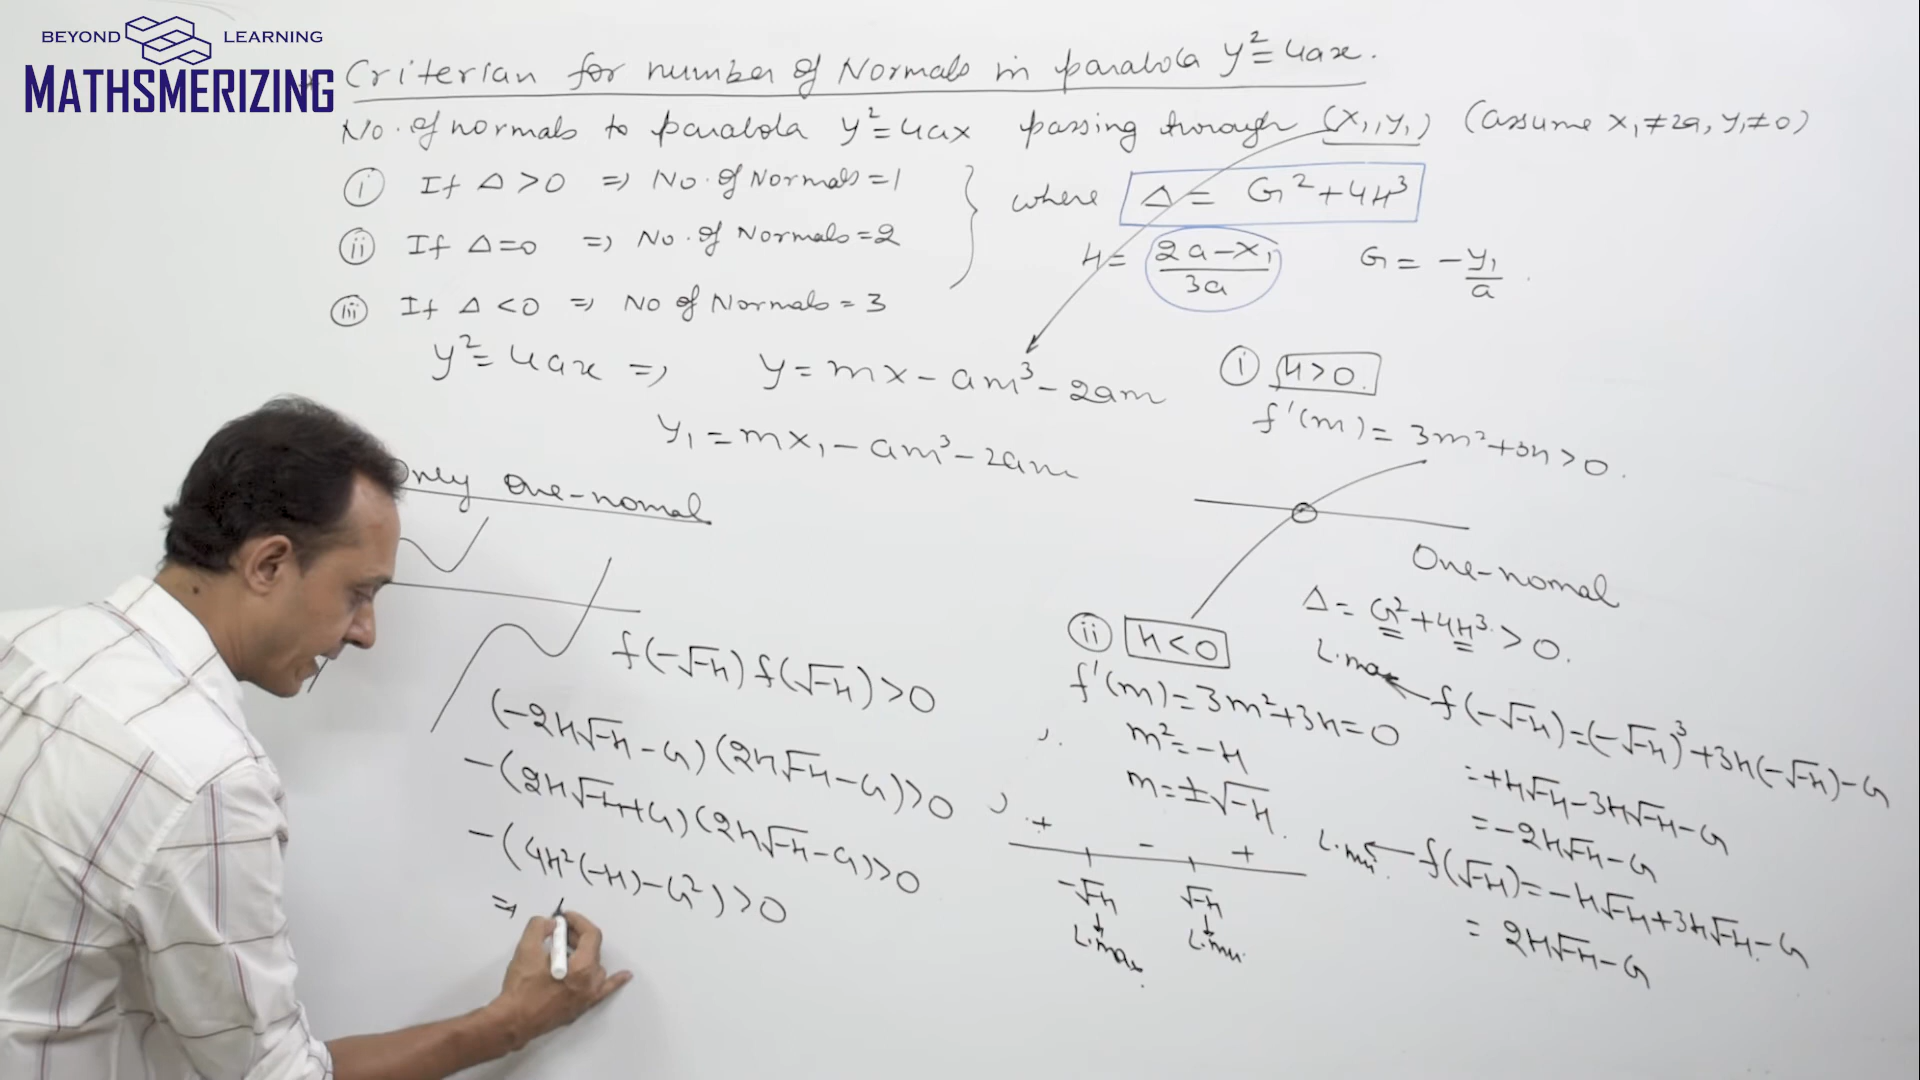 BEYOND LEARNING
MATHSMERIZING
Criterian for number of Normals in parabola y²=4ax.
No. of normals to parabola y²=4ax passing through (x₁,y₁) (assume x₁≠2a, y₁≠0)
(i) If Δ>0 ⇒ No. of Normals=1
(ii) If Δ=0 ⇒ No. of Normals=2
(iii) If Δ<0 ⇒ No of Normals=3
where Δ= G²+4H³
H= (2a-x₁)/3a G= -y₁/a
y²=4ax ⇒ y=mx-am³-2am
y₁=mx₁-am³-2am
Only One-nomal
f(-√-H) f(√-H)>0
(-2H√-H-G)(2H√-H-G)>0
-(2H√-H+G)(2H√-H-G)>0
-(4H²(-H)-G²)>0
⇒
(i) H>0.
f'(m)=3m²+3H>0.
One-nomal
Δ=G²+4H³>0.
(ii) H<0
f'(m)=3m²+3H=0
m²=-H
m=±√-H.
+ - +
-√-H √-H
L.max L.min
L.max ← f(-√-H)=(-√-H)³+3H(-√-H)-G
=+H√-H-3H√-H-G
=-2H√-H-G
L.min. ← f(√-H)=-H√-H+3H√-H-G
= 2H√-H-G